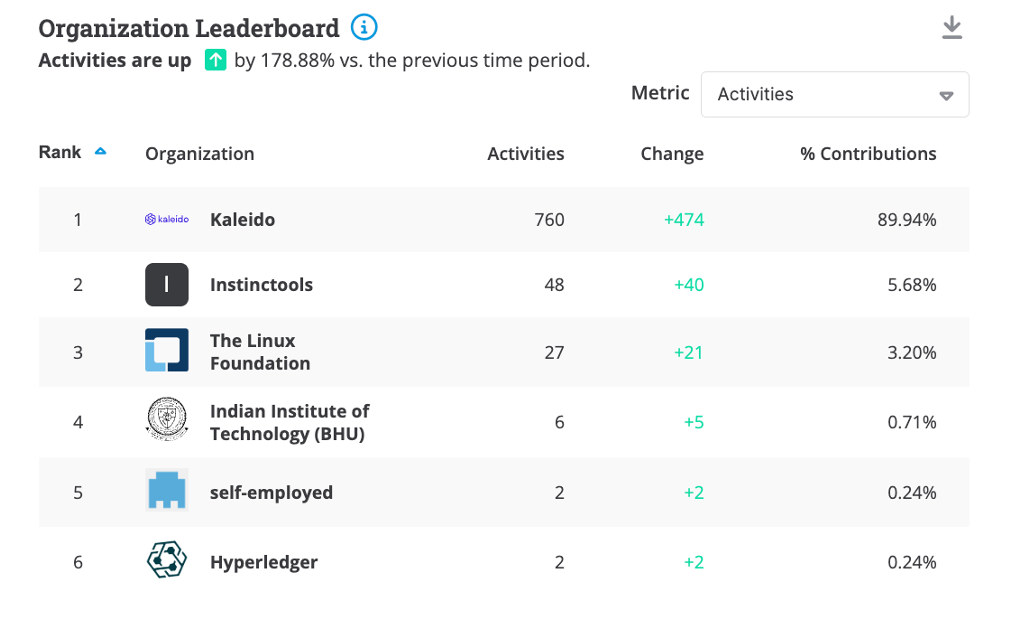 Organization Leaderboard
Activities are up by 178.88% vs. the previous time period.
Metric Activities
Rank Organization Activities Change % Contributions
1 kaleido Kaleido 760 +474 89.94%
2 I Instinctools 48 +40 5.68%
3 The Linux Foundation 27 +21 3.20%
4 Indian Institute of Technology (BHU) 6 +5 0.71%
5 self-employed 2 +2 0.24%
6 Hyperledger 2 +2 0.24%